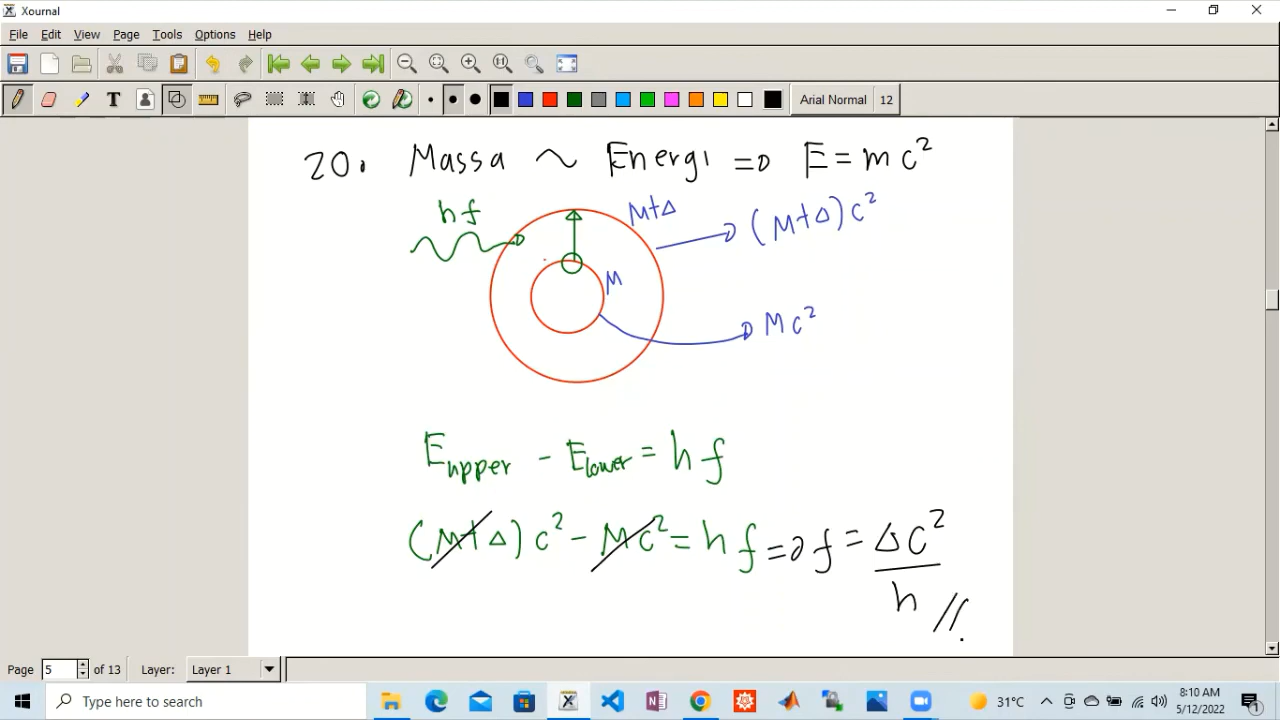 Xournal
File Edit View Page Tools Options Help
Arial Normal 12
20. Massa ~ Energi => E = mc²
hf
M+Δ
(M+Δ)c²
M
Mc²
E_upper - E_lower = hf
(M+Δ)c² - Mc² = hf => f = Δc²/h //.
Page 5 of 13 Layer: Layer 1
Type here to search
31°C
8:10 AM
5/12/2022
1